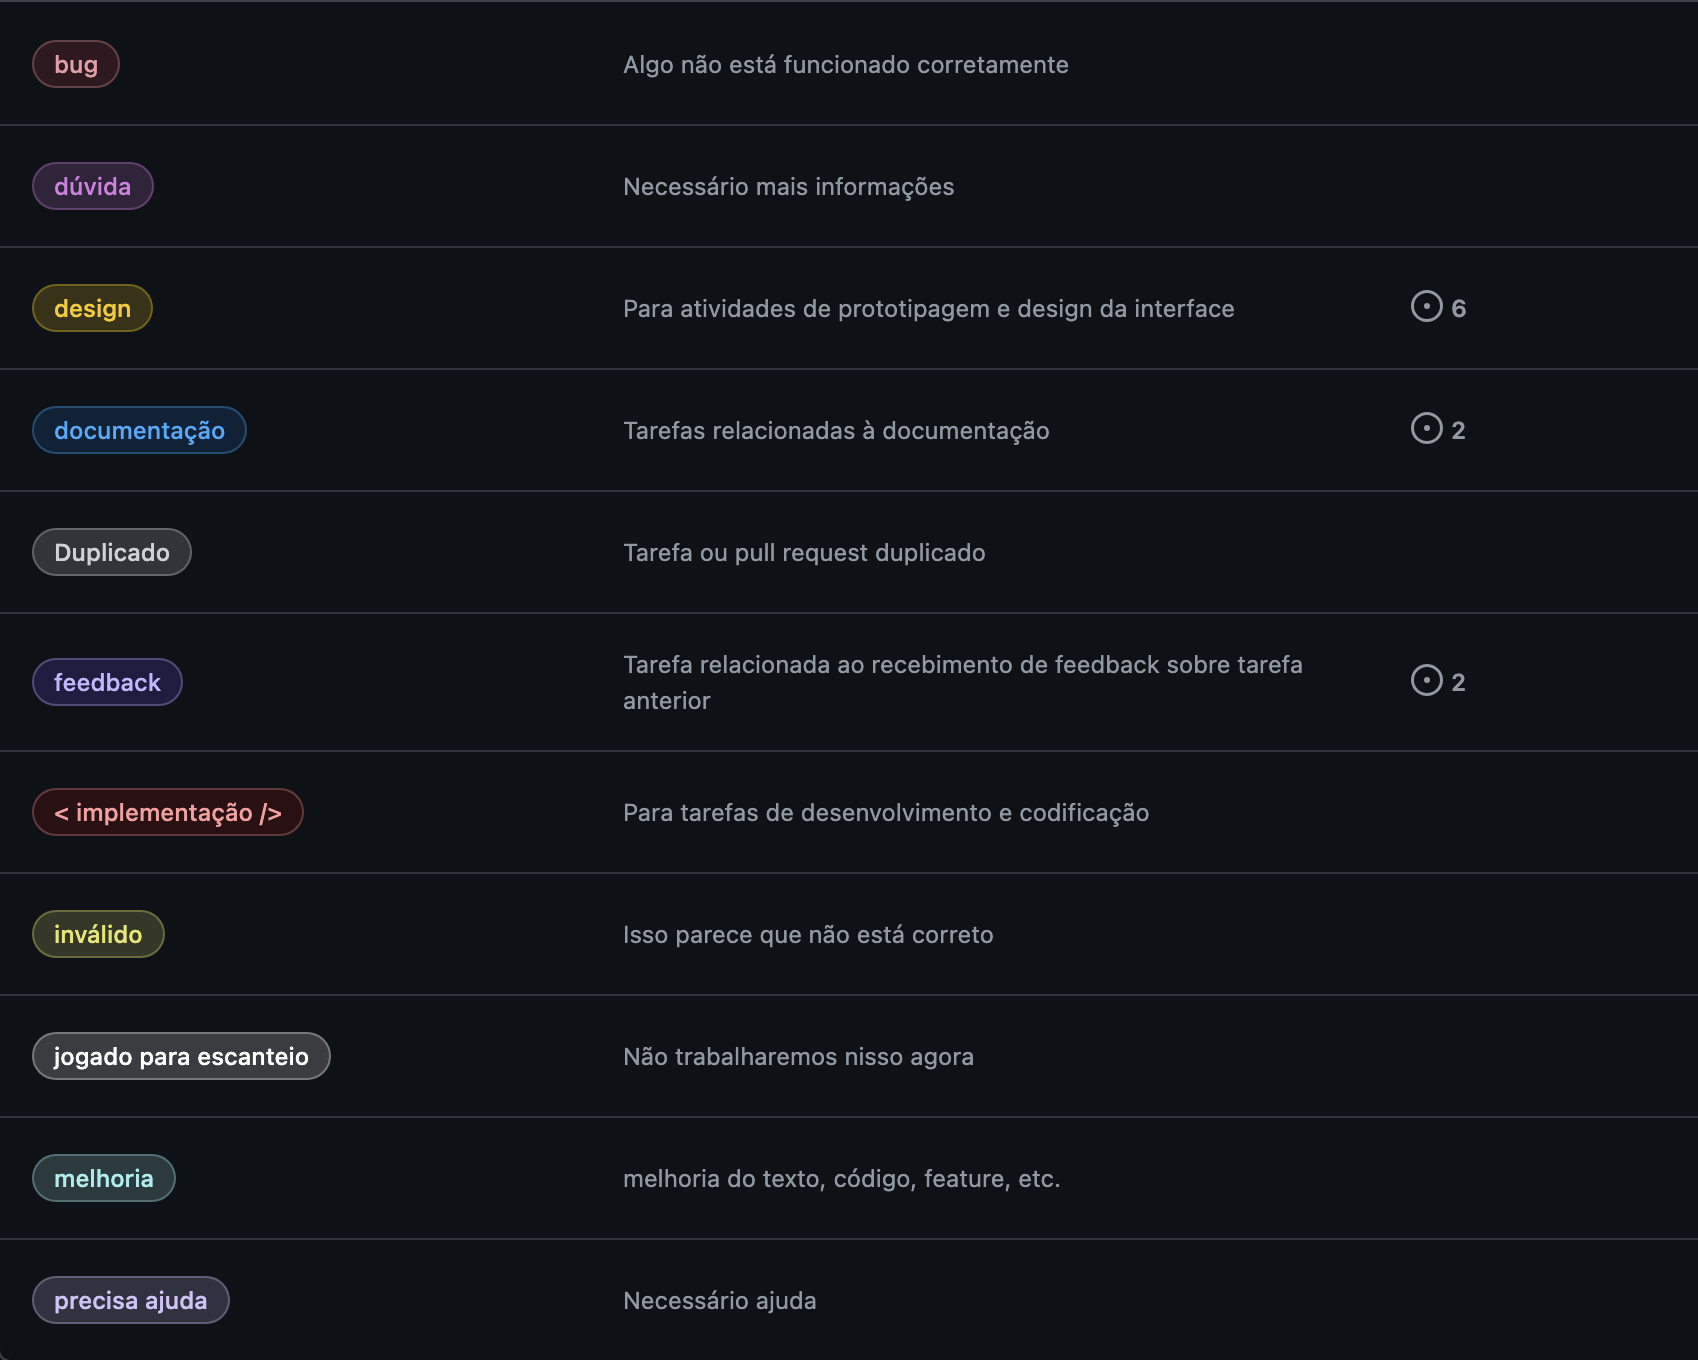 bug
Algo não está funcionado corretamente
dúvida
Necessário mais informações
design
Para atividades de prototipagem e design da interface
6
documentação
Tarefas relacionadas à documentação
2
Duplicado
Tarefa ou pull request duplicado
feedback
Tarefa relacionada ao recebimento de feedback sobre tarefa
anterior
2
< implementação />
Para tarefas de desenvolvimento e codificação
inválido
Isso parece que não está correto
jogado para escanteio
Não trabalharemos nisso agora
melhoria
melhoria do texto, código, feature, etc.
precisa ajuda
Necessário ajuda